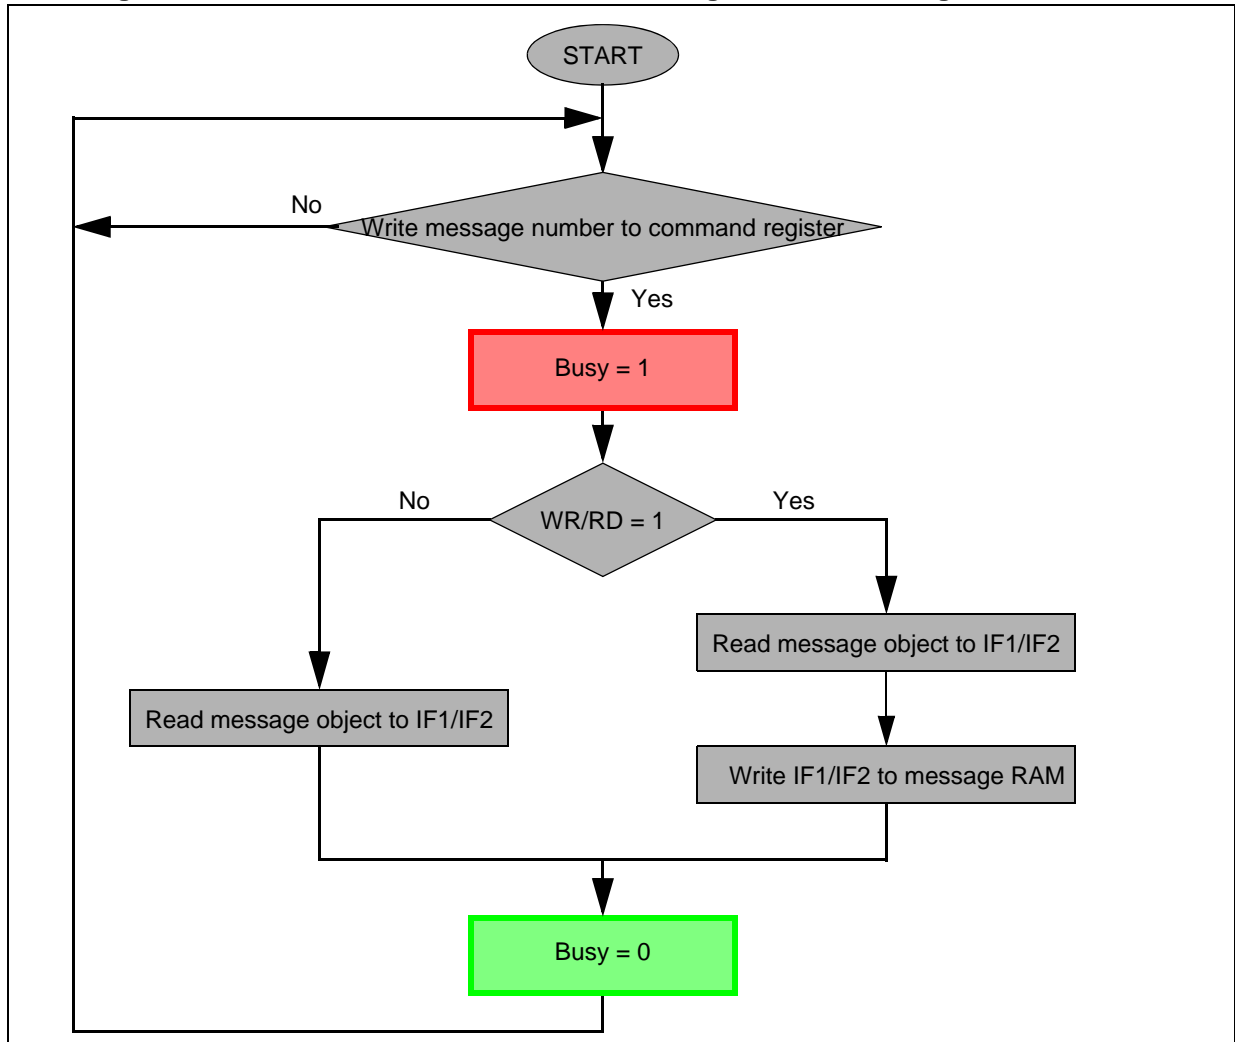 START
No
Write message number to command register
Yes
Busy = 1
No
Yes
WR/RD = 1
Read message object to IF1/IF2
Read message object to IF1/IF2
Write IF1/IF2 to message RAM
Busy = 0